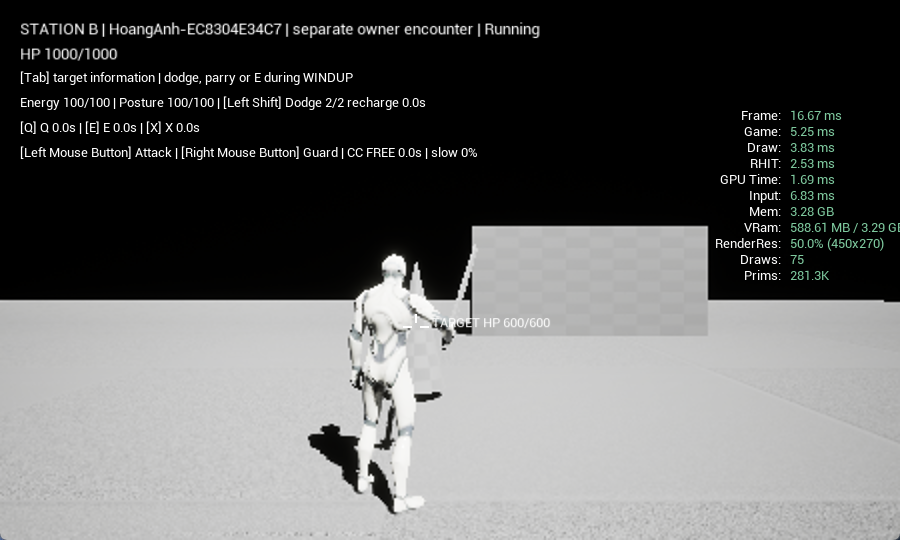 STATION B | HoangAnh-EC8304E34C7 | separate owner encounter | Running
HP 1000/1000
[Tab] target information | dodge, parry or E during WINDUP
Energy 100/100 | Posture 100/100 | [Left Shift] Dodge 2/2 recharge 0.0s
[Q] Q 0.0s | [E] E 0.0s | [X] X 0.0s
[Left Mouse Button] Attack | [Right Mouse Button] Guard | CC FREE 0.0s | slow 0%
Frame: 16.67 ms
Game: 5.25 ms
Draw: 3.83 ms
RHIT: 2.53 ms
GPU Time: 1.69 ms
Input: 6.83 ms
Mem: 3.28 GB
VRam: 588.61 MB / 3.29 GB
RenderRes: 50.0% (450x270)
Draws: 75
Prims: 281.3K
TARGET HP 600/600